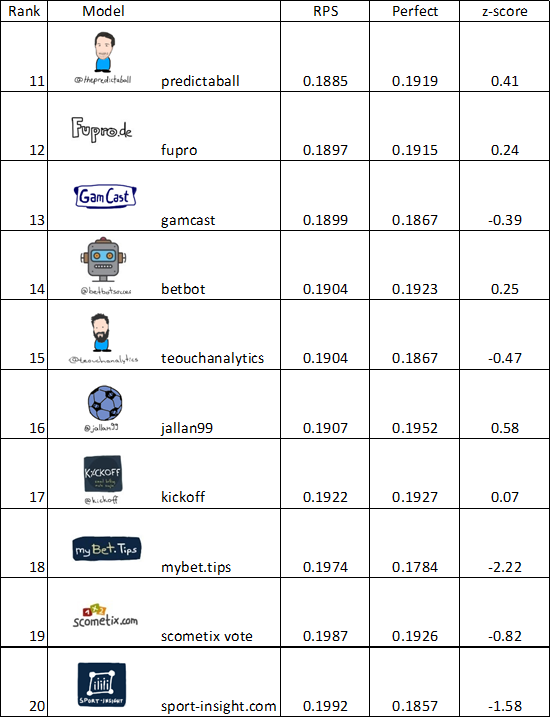 Rank Model RPS Perfect z-score
@thepredictaball
11 predictaball 0.1885 0.1919 0.41
Fupro.de
12 fupro 0.1897 0.1915 0.24
GamCast
13 gamcast 0.1899 0.1867 -0.39
14 betbot 0.1904 0.1923 0.25
@teouchanalytics
15 teouchanalytics 0.1904 0.1867 -0.47
@jallan99
16 jallan99 0.1907 0.1952 0.58
KICKOFF
@kickoff
17 kickoff 0.1922 0.1927 0.07
myBet.Tips
18 mybet.tips 0.1974 0.1784 -2.22
scometix.com
19 scometix vote 0.1987 0.1926 -0.82
SPORT-INSIGHT
20 sport-insight.com 0.1992 0.1857 -1.58